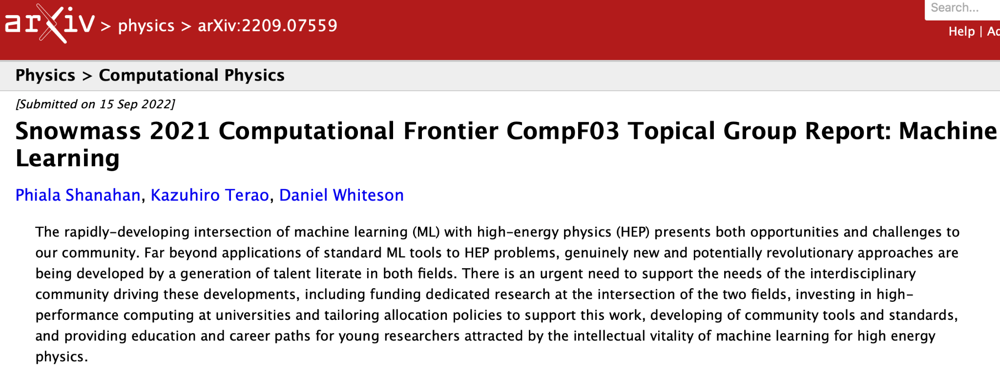 arXiv > physics > arXiv:2209.07559
Search...
Help |
Physics > Computational Physics
[Submitted on 15 Sep 2022]
Snowmass 2021 Computational Frontier CompF03 Topical Group Report: Machine
Learning
Phiala Shanahan, Kazuhiro Terao, Daniel Whiteson
The rapidly-developing intersection of machine learning (ML) with high-energy physics (HEP) presents both opportunities and challenges to
our community. Far beyond applications of standard ML tools to HEP problems, genuinely new and potentially revolutionary approaches are
being developed by a generation of talent literate in both fields. There is an urgent need to support the needs of the interdisciplinary
community driving these developments, including funding dedicated research at the intersection of the two fields, investing in high-
performance computing at universities and tailoring allocation policies to support this work, developing of community tools and standards,
and providing education and career paths for young researchers attracted by the intellectual vitality of machine learning for high energy
physics.